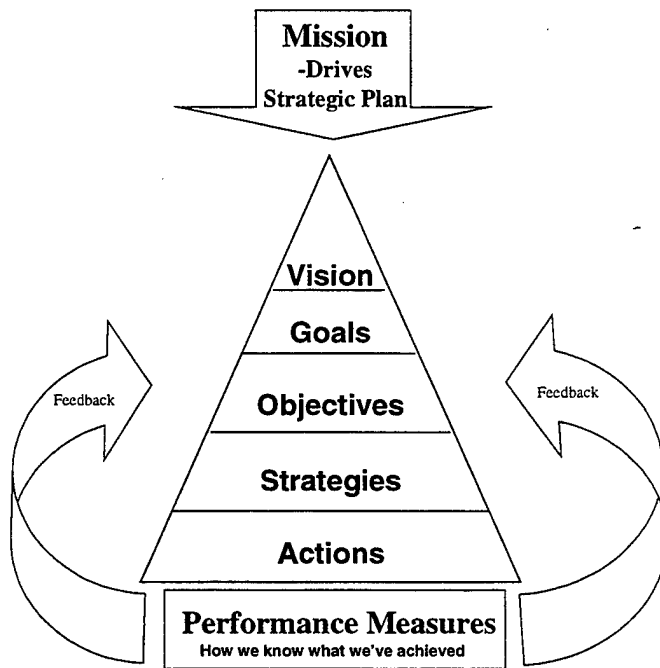 Mission
-Drives
Strategic Plan
Vision
Goals
Feedback
Feedback
Objectives
Strategies
Actions
Performance Measures
How we know what we've achieved